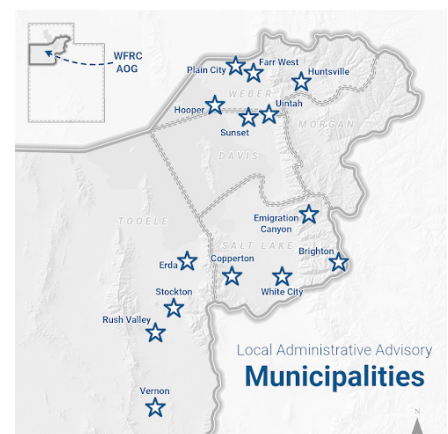 WFRC
AOG
Plain City
Farr West
Huntsville
WEBER
Hooper
Uintah
Sunset
MORGAN
DAVIS
TOOELE
Emigration
Canyon
SALT LAKE
Brighton
Erda
Copperton
White City
Stockton
Rush Valley
Local Administrative Advisory
Municipalities
Vernon
N